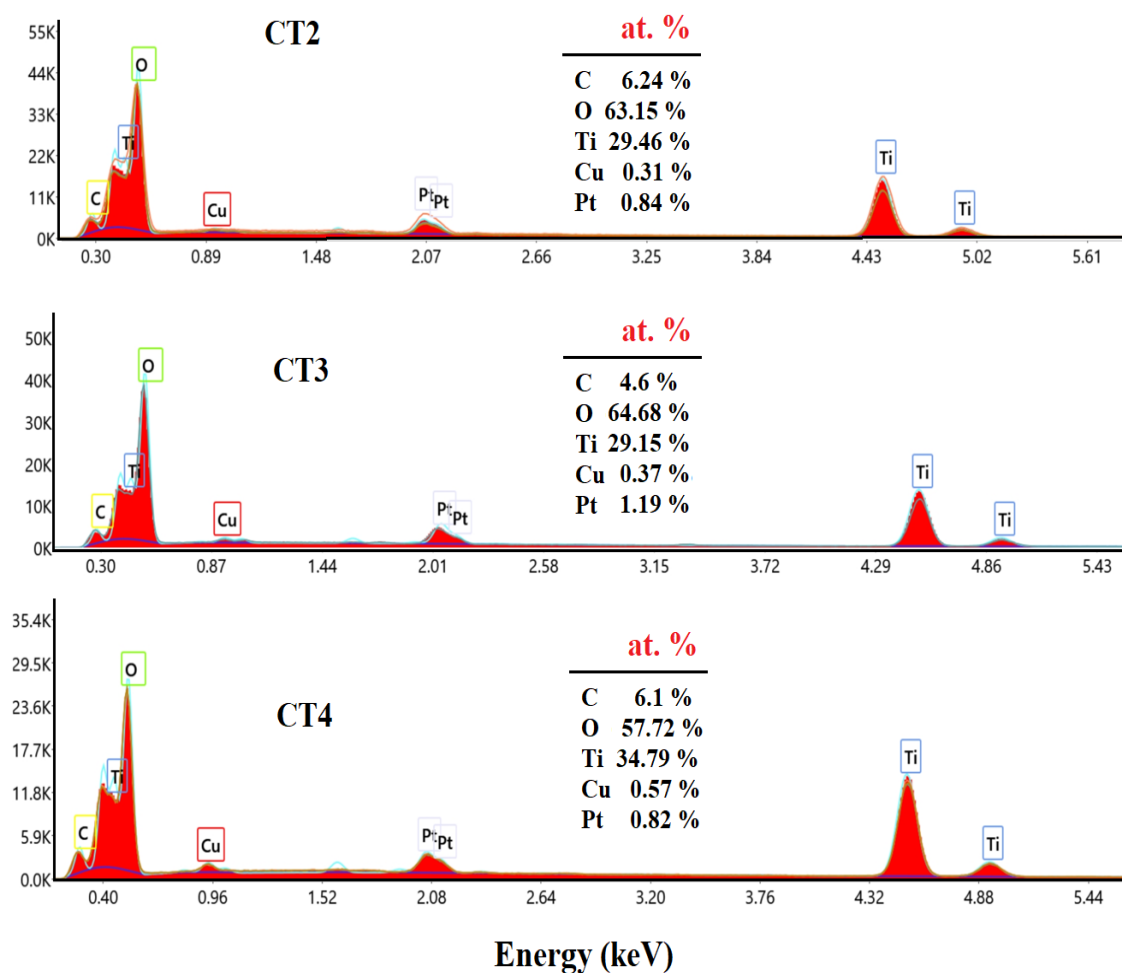 CT2
at. %
C 6.24 %
O 63.15 %
Ti 29.46 %
Cu 0.31 %
Pt 0.84 %
55K
44K
33K
22K
11K
0K
C
Ti
O
Cu
Pt
Pt
Ti
Ti
0.30 0.89 1.48 2.07 2.66 3.25 3.84 4.43 5.02 5.61
CT3
at. %
C 4.6 %
O 64.68 %
Ti 29.15 %
Cu 0.37 %
Pt 1.19 %
50K
40K
30K
20K
10K
0K
C
Ti
O
Cu
Pt
Pt
Ti
Ti
0.30 0.87 1.44 2.01 2.58 3.15 3.72 4.29 4.86 5.43
CT4
at. %
C 6.1 %
O 57.72 %
Ti 34.79 %
Cu 0.57 %
Pt 0.82 %
35.4K
29.5K
23.6K
17.7K
11.8K
5.9K
0.0K
C
Ti
O
Cu
Pt
Pt
Ti
Ti
0.40 0.96 1.52 2.08 2.64 3.20 3.76 4.32 4.88 5.44
Energy (keV)